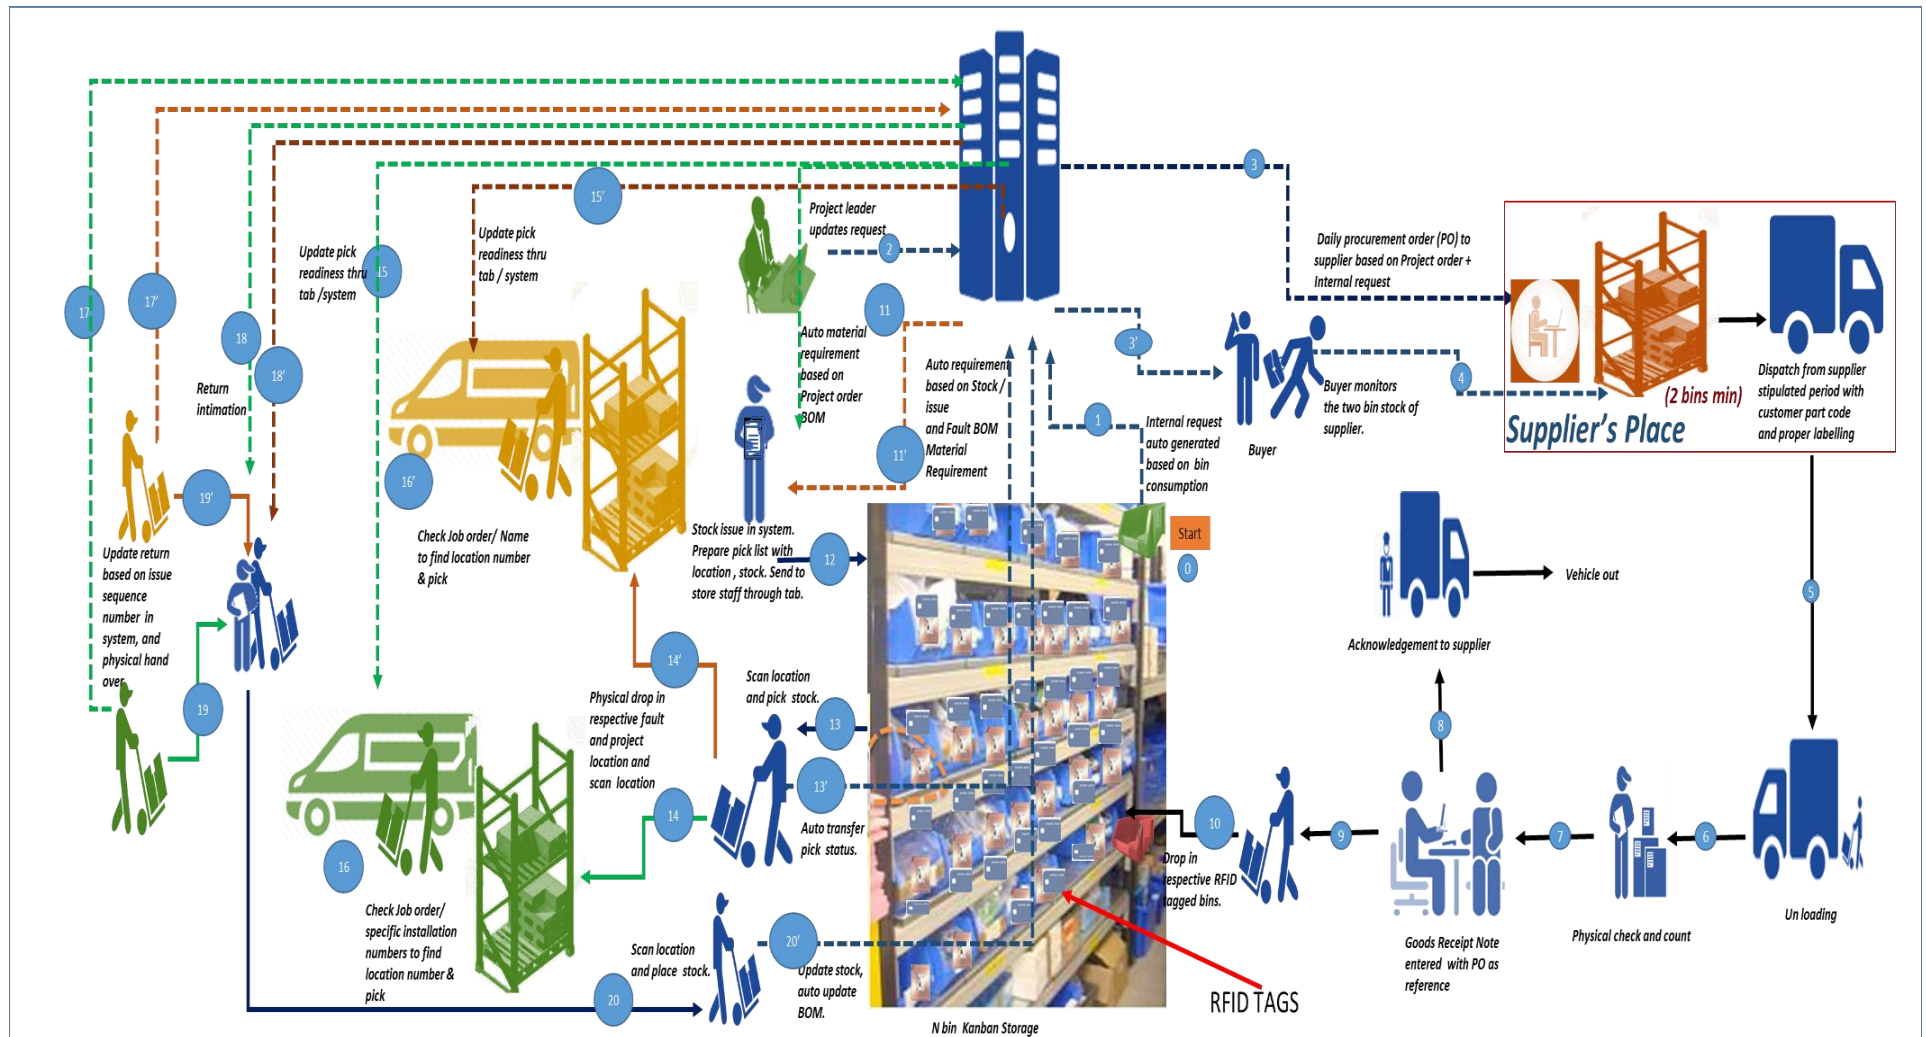 3
Project leader
updates request
2
15'
Update pick
readiness thru
tab / system
Update pick
readiness thru
tab /system
15
17
17'
18
18'
Return
intimation
11
Auto material
requirement
based on
Project order
BOM
Auto requirement
based on Stock /
issue
and Fault BOM
Material
Requirement
11'
3'
1
Internal request
auto generated
based on bin
consumption
Buyer
Buyer monitors
the two bin stock of
supplier.
Daily procurement order (PO) to
supplier based on Project order +
Internal request
4
(2 bins min)
Supplier's Place
Dispatch from supplier
stipulated period with
customer part code
and proper labelling
16'
Check Job order/ Name
to find location number
& pick
Stock issue in system.
Prepare pick list with
location , stock. Send to
store staff through tab.
12
Start
0
19'
Update return
based on issue
sequence
number in
system, and
physical hand
over
19
5
Vehicle out
Acknowledgement to supplier
8
14'
Physical drop in
respective fault
and project
location and
scan location
Scan location
and pick stock.
13
13'
Auto transfer
pick status.
14
16
Check Job order/
specific installation
numbers to find
location number &
pick
10
Drop in
respective RFID
tagged bins.
9
7
6
Goods Receipt Note
entered with PO as
reference
Physical check and count
Un loading
Scan location
and place stock.
20
20'
Update stock,
auto update
BOM.
RFID TAGS
N bin Kanban Storage